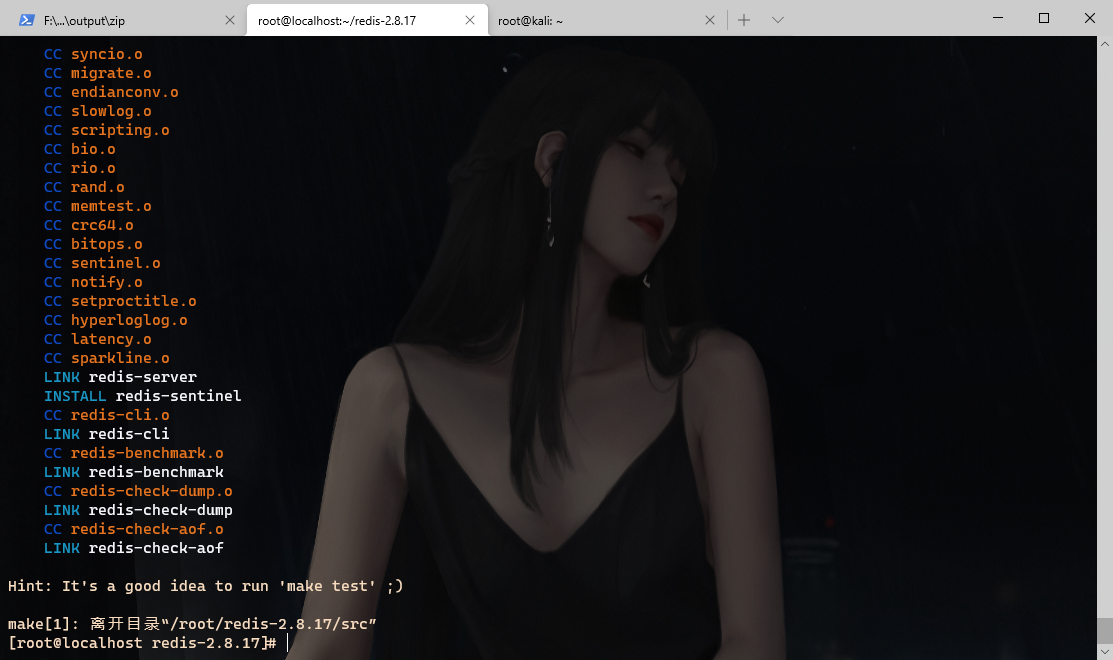 F:\...\output\zip
root@localhost:~/redis-2.8.17
root@kali: ~
CC syncio.o
CC migrate.o
CC endianconv.o
CC slowlog.o
CC scripting.o
CC bio.o
CC rio.o
CC rand.o
CC memtest.o
CC crc64.o
CC bitops.o
CC sentinel.o
CC notify.o
CC setproctitle.o
CC hyperloglog.o
CC latency.o
CC sparkline.o
LINK redis-server
INSTALL redis-sentinel
CC redis-cli.o
LINK redis-cli
CC redis-benchmark.o
LINK redis-benchmark
CC redis-check-dump.o
LINK redis-check-dump
CC redis-check-aof.o
LINK redis-check-aof
Hint: It's a good idea to run 'make test' ;)
make[1]: 离开目录“/root/redis-2.8.17/src”
[root@localhost redis-2.8.17]#